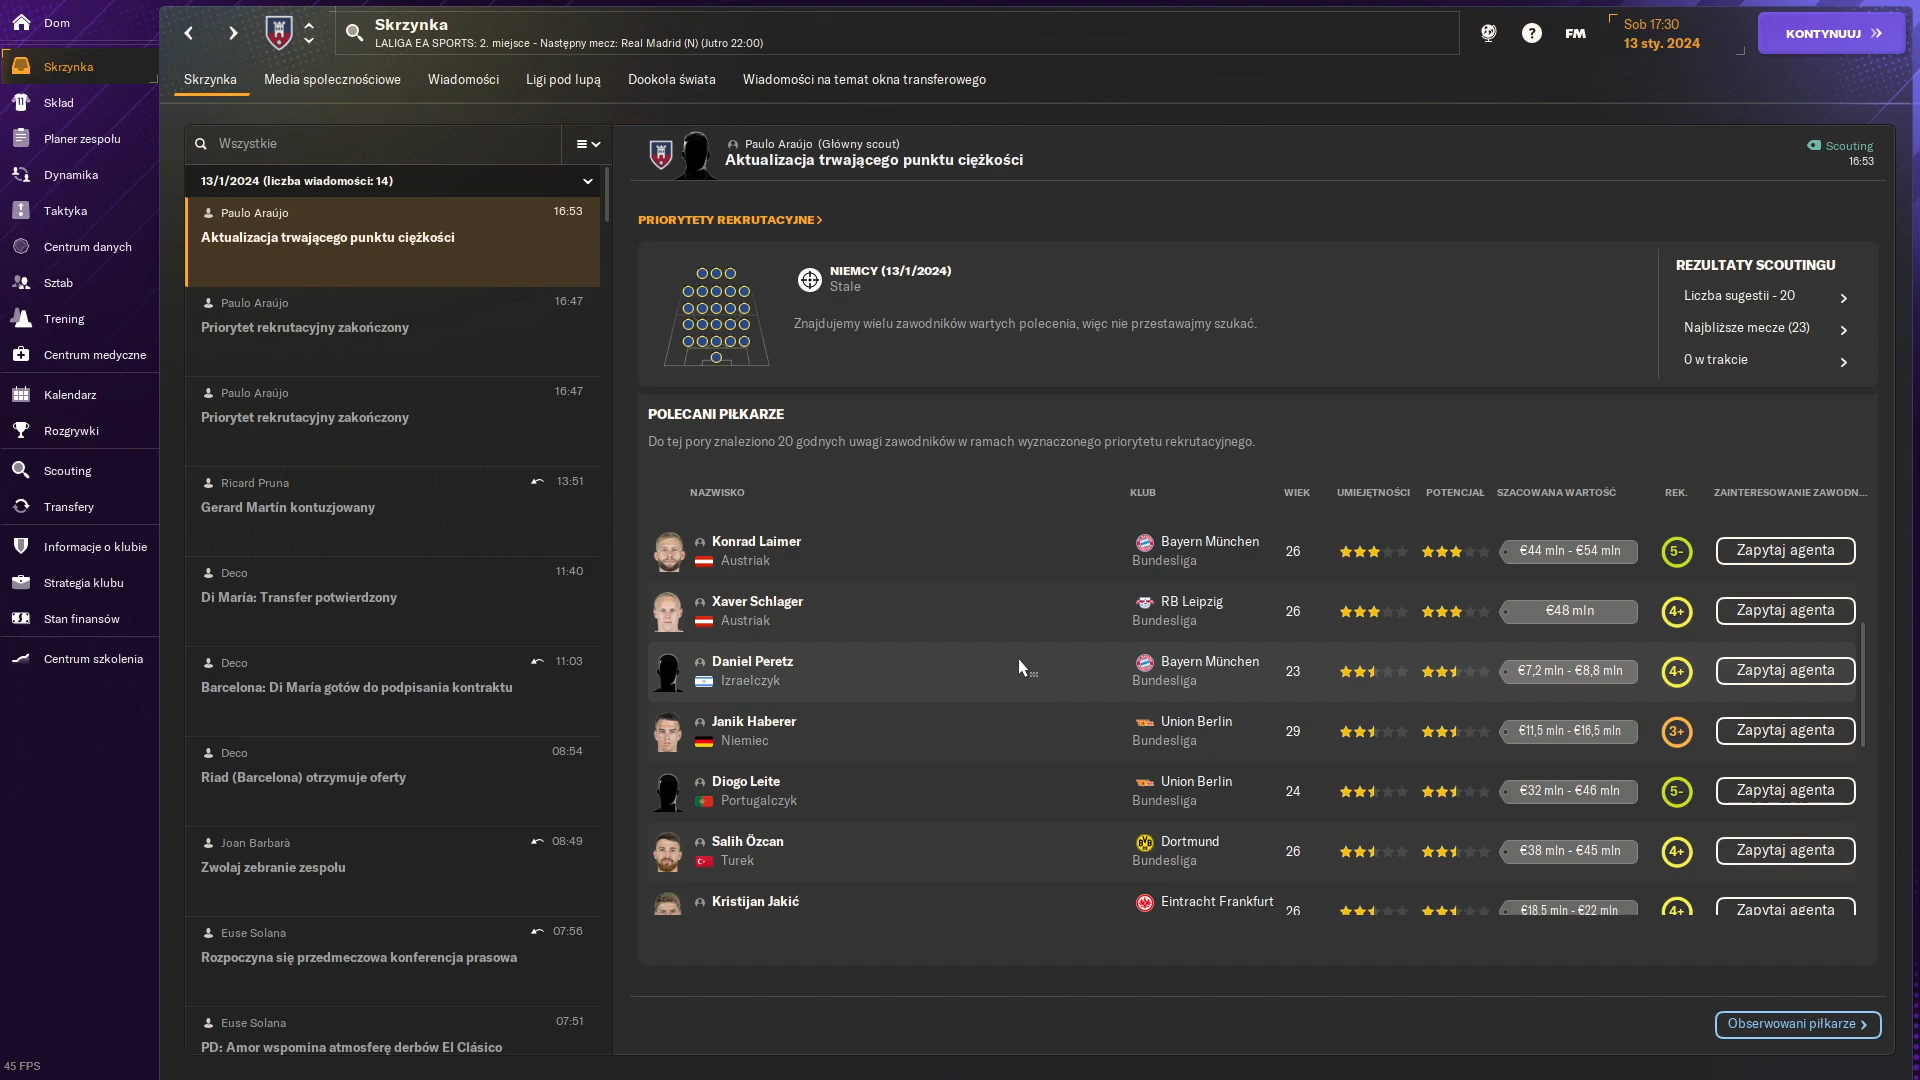 Dom
Skrzynka
Skład
Planer zespołu
Dynamika
Taktyka
Centrum danych
Sztab
Trening
Centrum medyczne
Kalendarz
Rozgrywki
Scouting
Transfery
Informacje o klubie
Strategia klubu
Stan finansów
Centrum szkolenia
45 FPS
Skrzynka
LALIGA EA SPORTS: 2. miejsce - Następny mecz: Real Madrid (N) (Jutro 22:00)
FM
Sob 17:30
13 sty. 2024
KONTYNUUJ
Skrzynka Media społecznościowe Wiadomości Ligi pod lupą Dookoła świata Wiadomości na temat okna transferowego
Wszystkie
13/1/2024 (liczba wiadomości: 14)
Paulo Araújo 16:53
Aktualizacja trwającego punktu ciężkości
Paulo Araújo 16:47
Priorytet rekrutacyjny zakończony
Paulo Araújo 16:47
Priorytet rekrutacyjny zakończony
Ricard Pruna 13:51
Gerard Martín kontuzjowany
Deco 11:40
Di María: Transfer potwierdzony
Deco 11:03
Barcelona: Di María gotów do podpisania kontraktu
Deco 08:54
Riad (Barcelona) otrzymuje oferty
Joan Barbarà 08:49
Zwołaj zebranie zespołu
Euse Solana 07:56
Rozpoczyna się przedmeczowa konferencja prasowa
Euse Solana 07:51
PD: Amor wspomina atmosferę derbów El Clásico
Paulo Araújo (Główny scout)
Aktualizacja trwającego punktu ciężkości
Scouting
16:53
PRIORYTETY REKRUTACYJNE
NIEMCY (13/1/2024)
Stale
Znajdujemy wielu zawodników wartych polecenia, więc nie przestawajmy szukać.
REZULTATY SCOUTINGU
Liczba sugestii - 20
Najbliższe mecze (23)
0 w trakcie
POLECANI PIŁKARZE
Do tej pory znaleziono 20 godnych uwagi zawodników w ramach wyznaczonego priorytetu rekrutacyjnego.
NAZWISKO KLUB WIEK UMIEJĘTNOŚCI POTENCJAŁ SZACOWANA WARTOŚĆ REK. ZAINTERESOWANIE ZAWODN...
Konrad Laimer Bayern München 26 €44 mln - €54 mln 5- Zapytaj agenta
Austriak Bundesliga
Xaver Schlager RB Leipzig 26 €48 mln 4+ Zapytaj agenta
Austriak Bundesliga
Daniel Peretz Bayern München 23 €7,2 mln - €8,8 mln 4+ Zapytaj agenta
Izraelczyk Bundesliga
Janik Haberer Union Berlin 29 €11,5 mln - €16,5 mln 3+ Zapytaj agenta
Niemiec Bundesliga
Diogo Leite Union Berlin 24 €32 mln - €46 mln 5- Zapytaj agenta
Portugalczyk Bundesliga
Salih Özcan Dortmund 26 €38 mln - €45 mln 4+ Zapytaj agenta
Turek Bundesliga
Kristijan Jakić Eintracht Frankfurt 26 €18,5 mln - €22 mln 4+ Zapytaj agenta
Obserwowani piłkarze